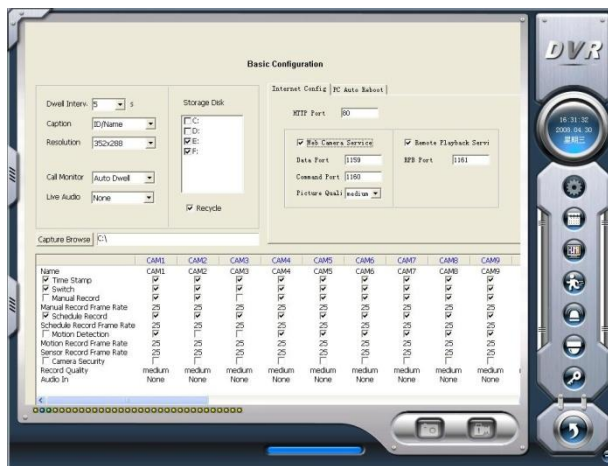 DVR
Basic Configuration
Internet Config PC Auto Reboot
Dwell Interv. 5 s
Storage Disk
HTTP Port 80
16:31:32
2008.04.30
星期三
Caption ID/Name
C:
D:
E:
F:
Resolution 352x288
Web Camera Service
Remote Playback Servi
Data Port 1159
RPB Port 1161
Command Port 1160
Call Monitor Auto Dwell
Picture Quali medium
Live Audio None
Recycle
Capture Browse C:\
CAM1 CAM2 CAM3 CAM4 CAM5 CAM6 CAM7 CAM8 CAM9
Name CAM1 CAM2 CAM3 CAM4 CAM5 CAM6 CAM7 CAM8 CAM9
Time Stamp
Switch
Manual Record
Manual Record Frame Rate 25 25 25 25 25 25 25 25 25
Schedule Record
Schedule Record Frame Rate 25 25 25 25 25 25 25 25 25
Motion Detection
Motion Record Frame Rate 25 25 25 25 25 25 25 25 25
Sensor Record Frame Rate 25 25 25 25 25 25 25 25 25
Camera Security
Record Quality medium medium medium medium medium medium medium medium medium
Audio In None None None None None None None None None